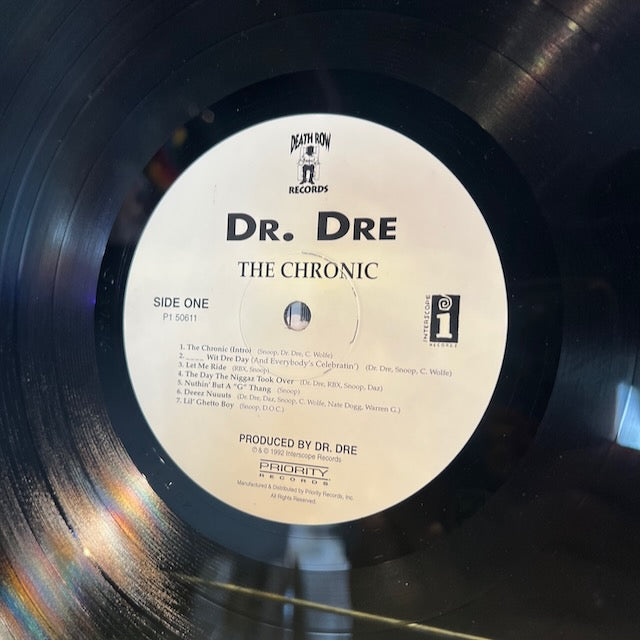 DEATH ROW
RECORDS
DR. DRE
THE CHRONIC
SIDE ONE
P1 50611
INTERSCOPE
RECORDS
1. The Chronic (Intro) (Snoop, Dr. Dre, C. Wolfe)
2. ____ Wit Dre Day (And Everybody's Celebratin') (Dr. Dre, Snoop, C. Wolfe)
3. Let Me Ride (RBX, Snoop)
4. The Day The Niggaz Took Over (Dr. Dre, RBX, Snoop, Daz)
5. Nuthin' But A "G" Thang (Snoop)
6. Deeez Nuuuts (Dr. Dre, Daz, Snoop, C. Wolfe, Nate Dogg, Warren G.)
7. Lil' Ghetto Boy (Snoop, D.O.C.)
PRODUCED BY DR. DRE
℗ & © 1992 Interscope Records
PRIORITY
RECORDS
Manufactured & Distributed by Priority Records, Inc.
All Rights Reserved.